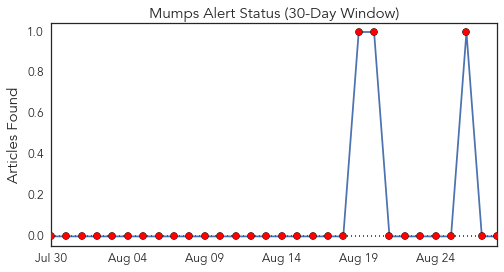 Mumps Alert Status (30-Day Window)
Articles Found
1.0
0.8
0.6
0.4
0.2
0.0
Jul 30 Aug 04 Aug 09 Aug 14 Aug 19 Aug 24